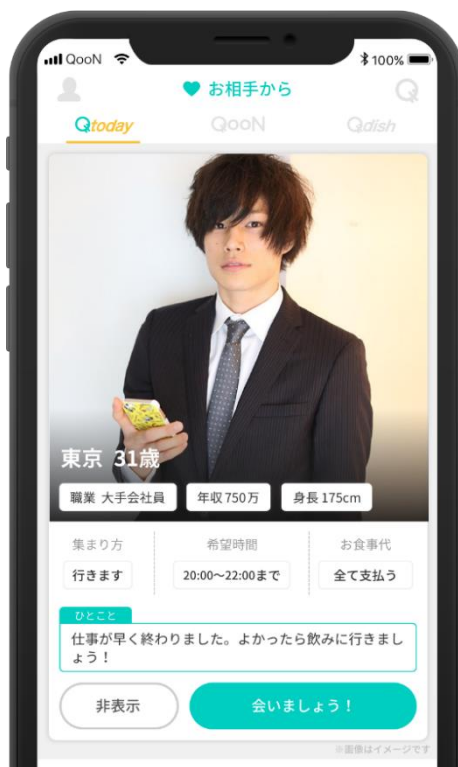 QooN
100%
お相手から
Q
Qtoday
QooN
Qdish
東京 31歳
職業 大手会社員
年収750万
身長175cm
集まり方
希望時間
お食事代
行きます
20:00〜22:00まで
全て支払う
ひとこと
仕事が早く終わりました。よかったら飲みに行きまし
ょう！
非表示
会いましょう！
※画像はイメージです